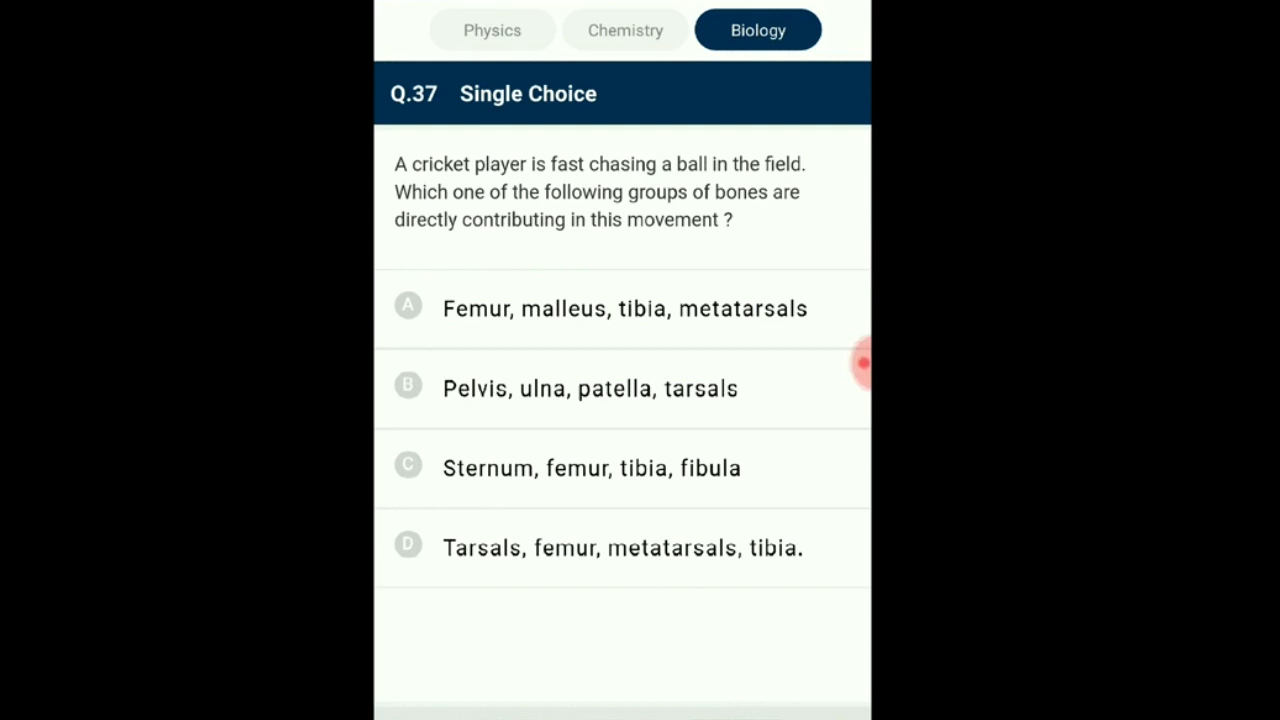 Physics Chemistry Biology
Q.37 Single Choice
A cricket player is fast chasing a ball in the field.
Which one of the following groups of bones are
directly contributing in this movement ?
A Femur, malleus, tibia, metatarsals
B Pelvis, ulna, patella, tarsals
C Sternum, femur, tibia, fibula
D Tarsals, femur, metatarsals, tibia.